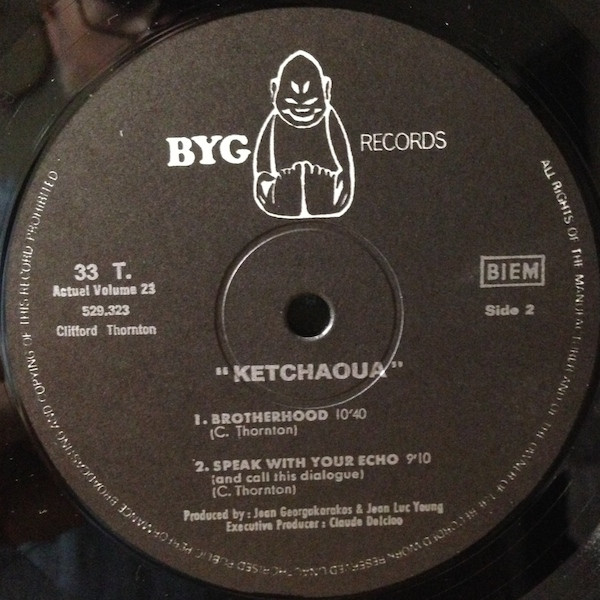 BYG RECORDS
33 T.
Actuel Volume 23
529,323
Clifford Thornton
BIEM
Side 2
"KETCHAOUA"
1. BROTHERHOOD 10'40
(C. Thornton)
2. SPEAK WITH YOUR ECHO 9'10
(and call this dialogue)
(C. Thornton)
Produced by : Jean Georgakarakos & Jean Luc Young
Executive Producer : Claude Delcloo
ALL RIGHTS OF THE MANUFACTURER AND OF THE OWNER OF THE RECORDED WORK RESERVED UNAUTHORISED PUBLIC PERFORMANCE BROADCASTING AND COPYING OF THIS RECORD PROHIBITED